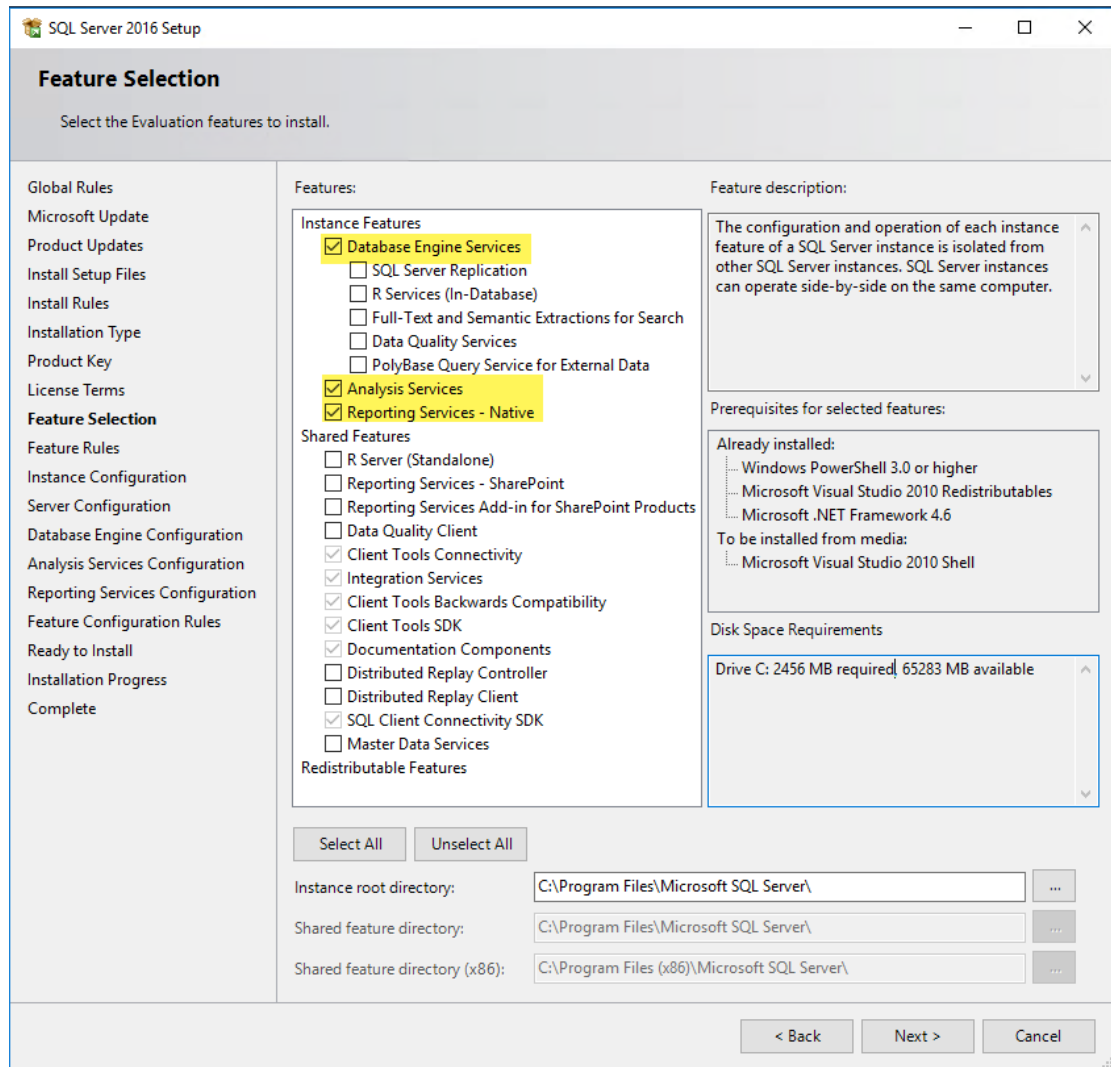 SQL Server 2016 Setup
Feature Selection
Select the Evaluation features to install.
Global Rules
Microsoft Update
Product Updates
Install Setup Files
Install Rules
Installation Type
Product Key
License Terms
Feature Selection
Feature Rules
Instance Configuration
Server Configuration
Database Engine Configuration
Analysis Services Configuration
Reporting Services Configuration
Feature Configuration Rules
Ready to Install
Installation Progress
Complete
Features:
Instance Features
Database Engine Services
SQL Server Replication
R Services (In-Database)
Full-Text and Semantic Extractions for Search
Data Quality Services
PolyBase Query Service for External Data
Analysis Services
Reporting Services - Native
Shared Features
R Server (Standalone)
Reporting Services - SharePoint
Reporting Services Add-in for SharePoint Products
Data Quality Client
Client Tools Connectivity
Integration Services
Client Tools Backwards Compatibility
Client Tools SDK
Documentation Components
Distributed Replay Controller
Distributed Replay Client
SQL Client Connectivity SDK
Master Data Services
Redistributable Features
Feature description:
The configuration and operation of each instance
feature of a SQL Server instance is isolated from
other SQL Server instances. SQL Server instances
can operate side-by-side on the same computer.
Prerequisites for selected features:
Already installed:
Windows PowerShell 3.0 or higher
Microsoft Visual Studio 2010 Redistributables
Microsoft .NET Framework 4.6
To be installed from media:
Microsoft Visual Studio 2010 Shell
Disk Space Requirements
Drive C: 2456 MB required, 65283 MB available
Select All
Unselect All
Instance root directory:
C:\Program Files\Microsoft SQL Server\
...
Shared feature directory:
C:\Program Files\Microsoft SQL Server\
...
Shared feature directory (x86):
C:\Program Files (x86)\Microsoft SQL Server\
...
< Back
Next >
Cancel